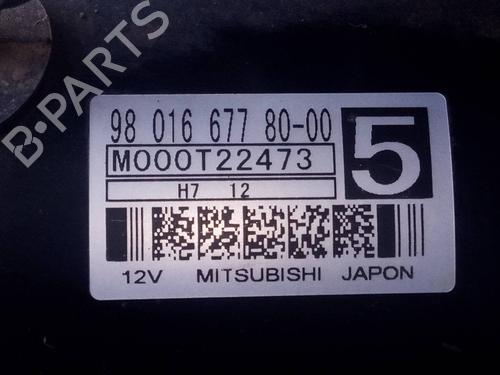 B-PARTS
98 016 677 80-00
5
M000T22473
H7 12
12V MITSUBISHI JAPON